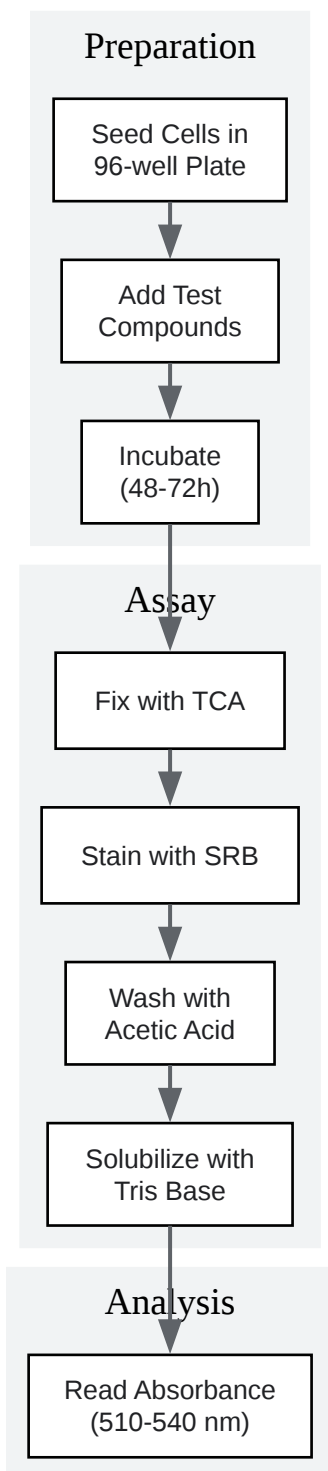 Preparation
Seed Cells in
96-well Plate
Add Test
Compounds
Incubate
(48-72h)
Assay
Fix with TCA
Stain with SRB
Wash with
Acetic Acid
Solubilize with
Tris Base
Analysis
Read Absorbance
(510-540 nm)